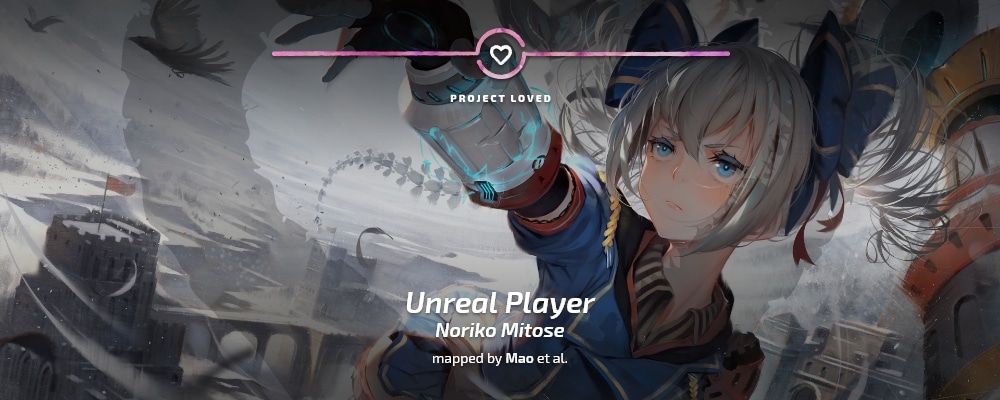 PROJECT LOVED
Unreal Player
Noriko Mitose
mapped by Mao et al.